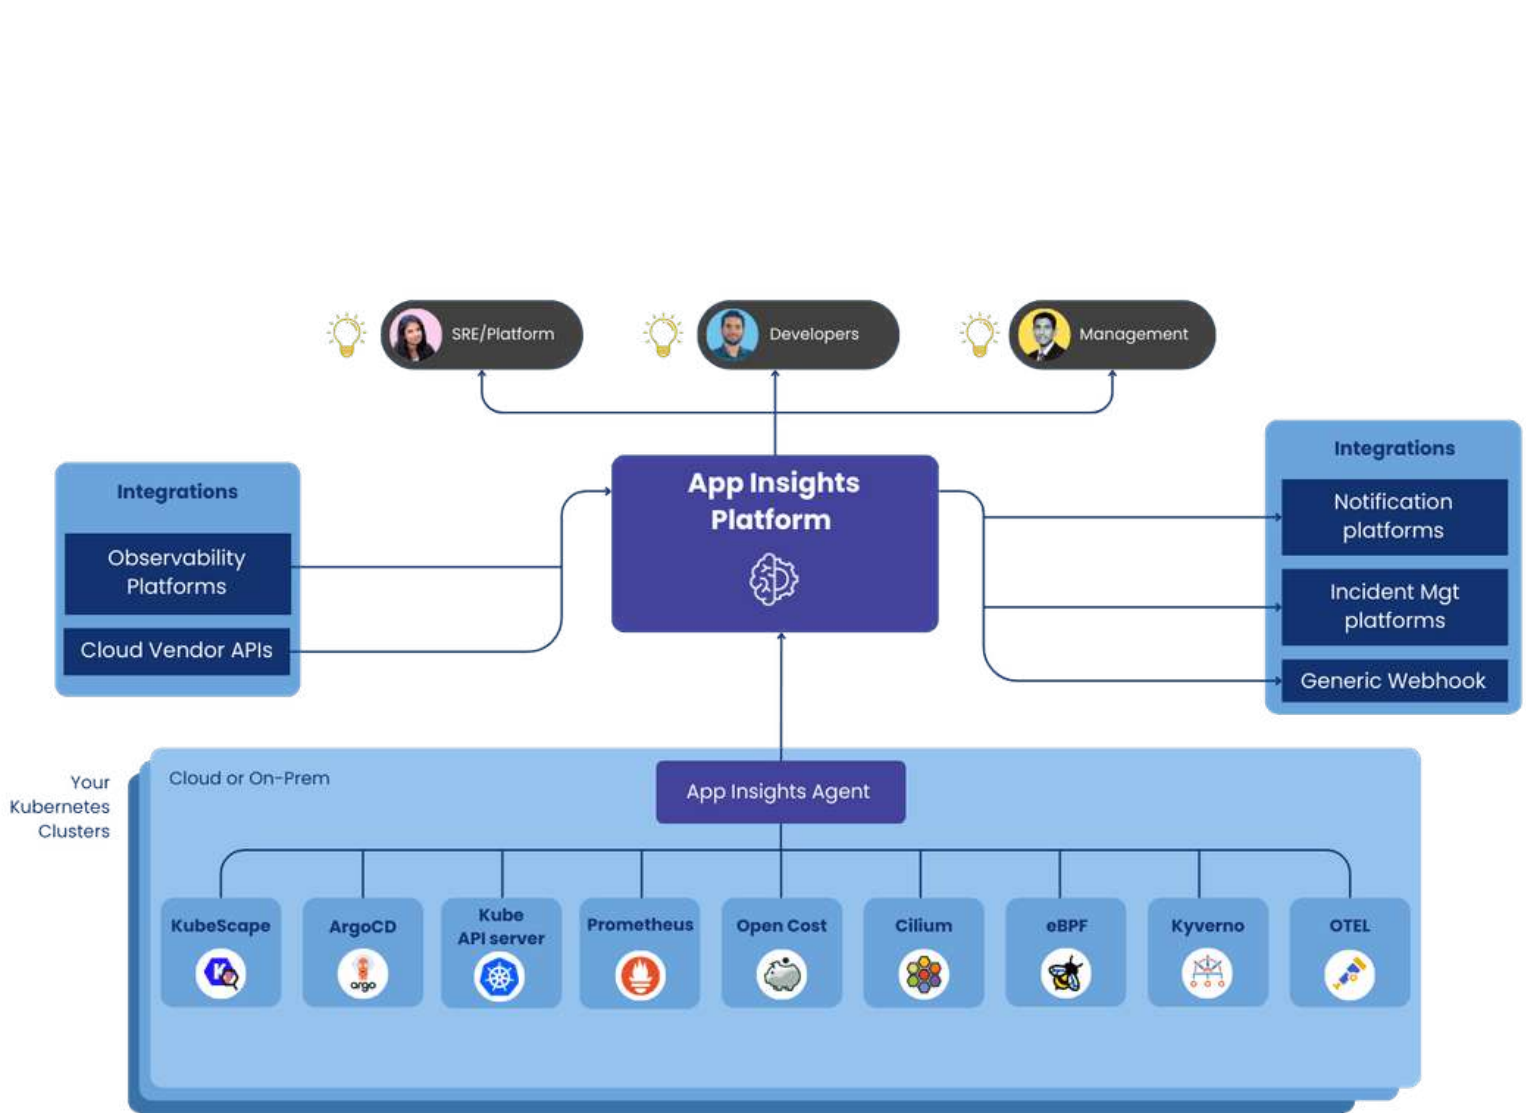 SRE/Platform
Developers
Management
Integrations
Observability
Platforms
Cloud Vendor APIs
App Insights
Platform
Integrations
Notification
platforms
Incident Mgt
platforms
Generic Webhook
Your
Kubernetes
Clusters
Cloud or On-Prem
App Insights Agent
KubeScape
ArgoCD
argo
Kube
API server
Prometheus
Open Cost
Cilium
eBPF
Kyverno
OTEL